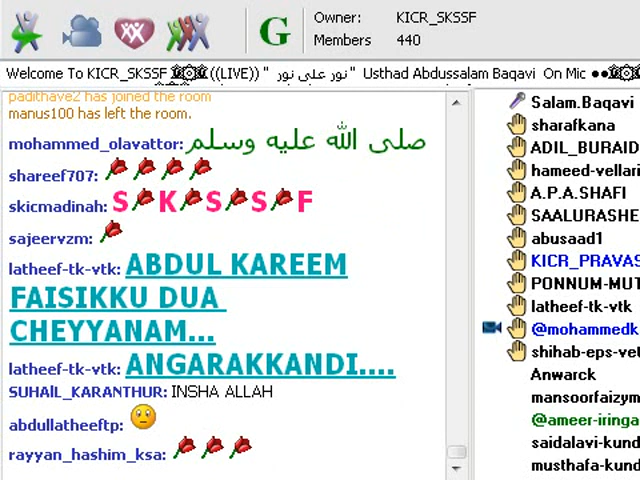 G
Owner: KICR_SKSSF
Members 440
Welcome To KICR_SKSSF ((LIVE)) " نور على نور " Usthad Abdussalam Baqavi On Mic
padithave2 has joined the room
manus100 has left the room.
mohammed_olavattor: صلى الله عليه وسلم
shareef707:
skicmadinah: S K S S F
sajeervzm:
latheef-tk-vtk: ABDUL KAREEM
FAISIKKU DUA
CHEYYANAM...
latheef-tk-vtk: ANGARAKKANDI....
SUHAIL_KARANTHUR: INSHA ALLAH
abdullatheeftp:
rayyan_hashim_ksa:
Salam.Baqavi
sharafkana
ADIL_BURAID
hameed-vellari
A.P.A.SHAFI
SAALURASHE
abusaad1
KICR_PRAVAS
PONNUM-MUT
latheef-tk-vtk
@mohammedk
shihab-eps-vet
Anwarck
mansoorfaizym
@ameer-iringa
saidalavi-kund
musthafa-kund